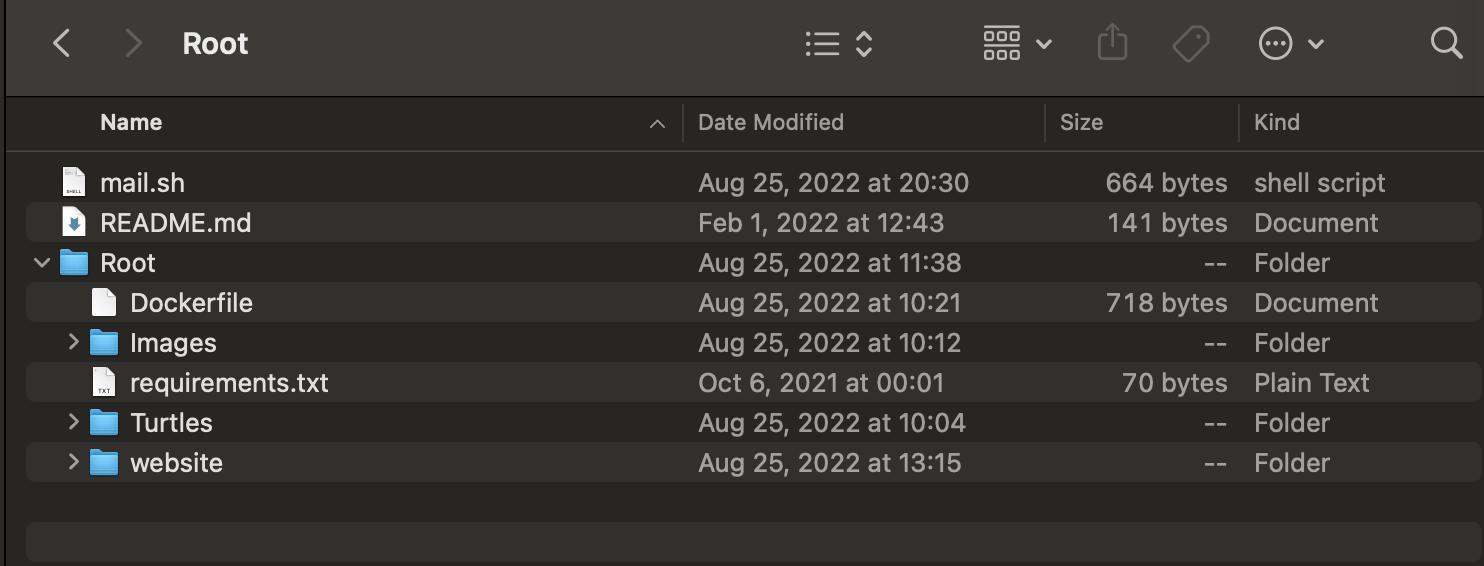 Root
Name Date Modified Size Kind
mail.sh Aug 25, 2022 at 20:30 664 bytes shell script
README.md Feb 1, 2022 at 12:43 141 bytes Document
Root Aug 25, 2022 at 11:38 -- Folder
Dockerfile Aug 25, 2022 at 10:21 718 bytes Document
Images Aug 25, 2022 at 10:12 -- Folder
requirements.txt Oct 6, 2021 at 00:01 70 bytes Plain Text
Turtles Aug 25, 2022 at 10:04 -- Folder
website Aug 25, 2022 at 13:15 -- Folder